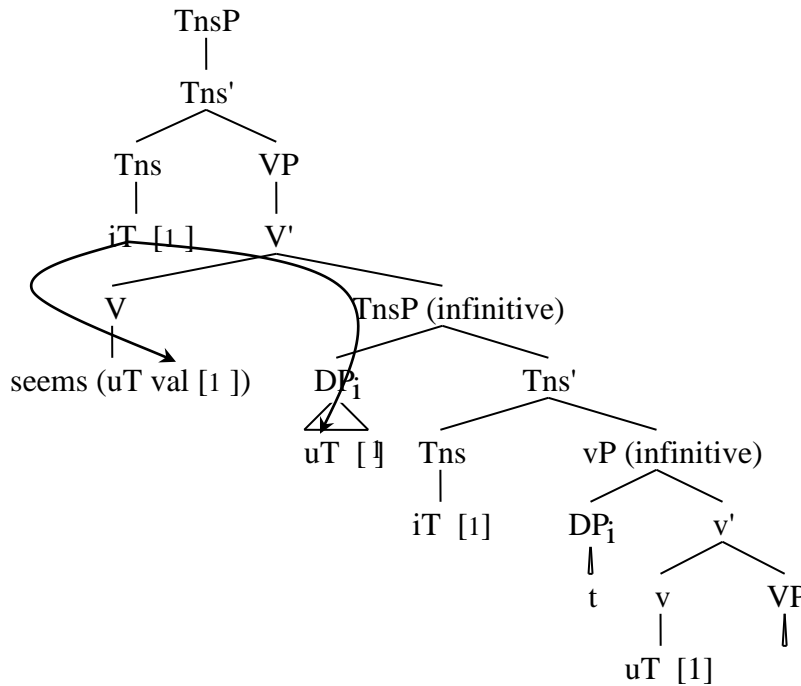 TnsP
Tns'
Tns VP
iT [1 ] V'
V TnsP (infinitive)
seems (uT val [1 ]) DPi Tns'
uT [1] Tns vP (infinitive)
iT [1] DPi v'
t v VP
uT [1]